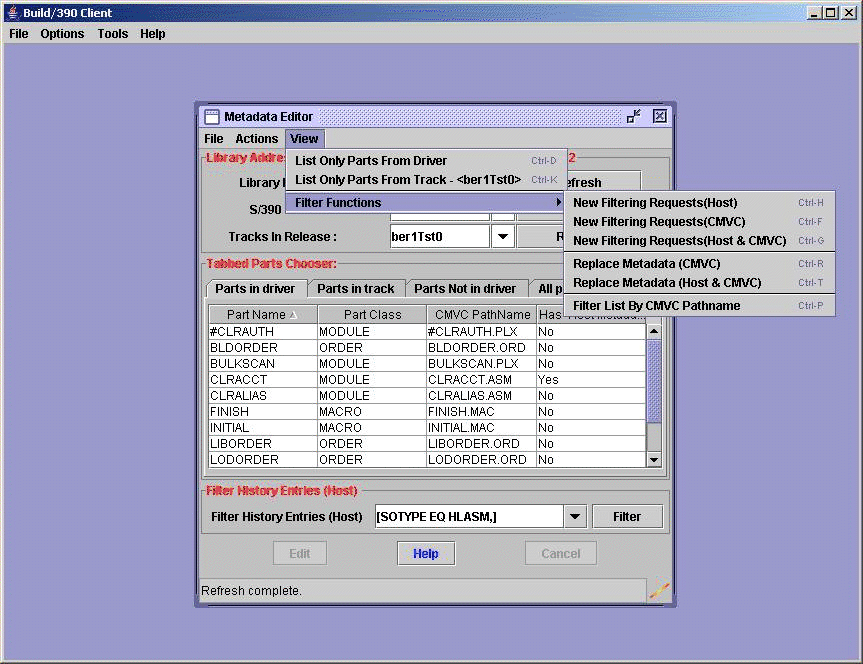 Build/390 Client
File Options Tools Help
Metadata Editor
File Actions View
Library Addre
2
List Only Parts From Driver Ctrl-D
List Only Parts From Track - <ber1Tst0> Ctrl-K
Filter Functions
Library
efresh
S/390
New Filtering Requests(Host) Ctrl-H
New Filtering Requests(CMVC) Ctrl-F
New Filtering Requests(Host & CMVC) Ctrl-G
Replace Metadata (CMVC) Ctrl-R
Replace Metadata (Host & CMVC) Ctrl-T
Filter List By CMVC Pathname Ctrl-P
Tracks In Release : ber1Tst0 R
Tabbed Parts Chooser:
Parts in driver Parts in track Parts Not in driver All p
Part Name Part Class CMVC PathName Has Host Metada...
#CLRAUTH MODULE #CLRAUTH.PLX No
BLDORDER ORDER BLDORDER.ORD No
BULKSCAN MODULE BULKSCAN.PLX No
CLRACCT MODULE CLRACCT.ASM Yes
CLRALIAS MODULE CLRALIAS.ASM No
FINISH MACRO FINISH.MAC No
INITIAL MACRO INITIAL.MAC No
LIBORDER ORDER LIBORDER.ORD No
LODORDER ORDER LODORDER.ORD No
Filter History Entries (Host)
Filter History Entries (Host) [SOTYPE EQ HLASM,] Filter
Edit Help Cancel
Refresh complete.